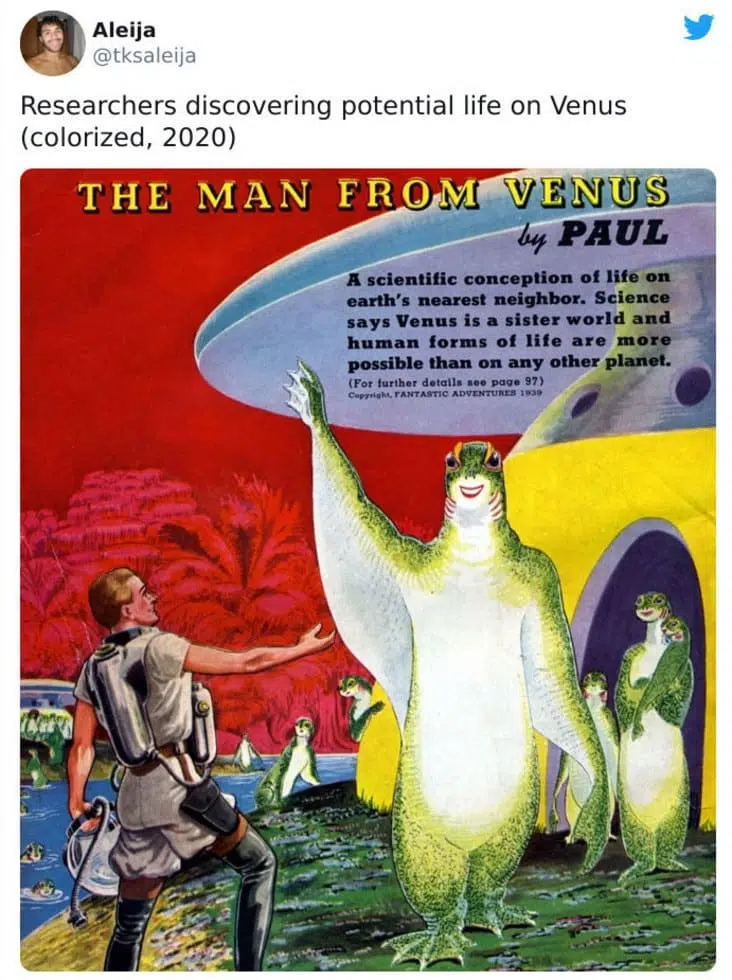 Aleija
@tksaleija
Researchers discovering potential life on Venus
(colorized, 2020)
THE MAN FROM VENUS
by PAUL
A scientific conception of life on
earth's nearest neighbor. Science
says Venus is a sister world and
human forms of life are more
possible than on any other planet.
(For further details see page 97)
Copyright, FANTASTIC ADVENTURES 1939